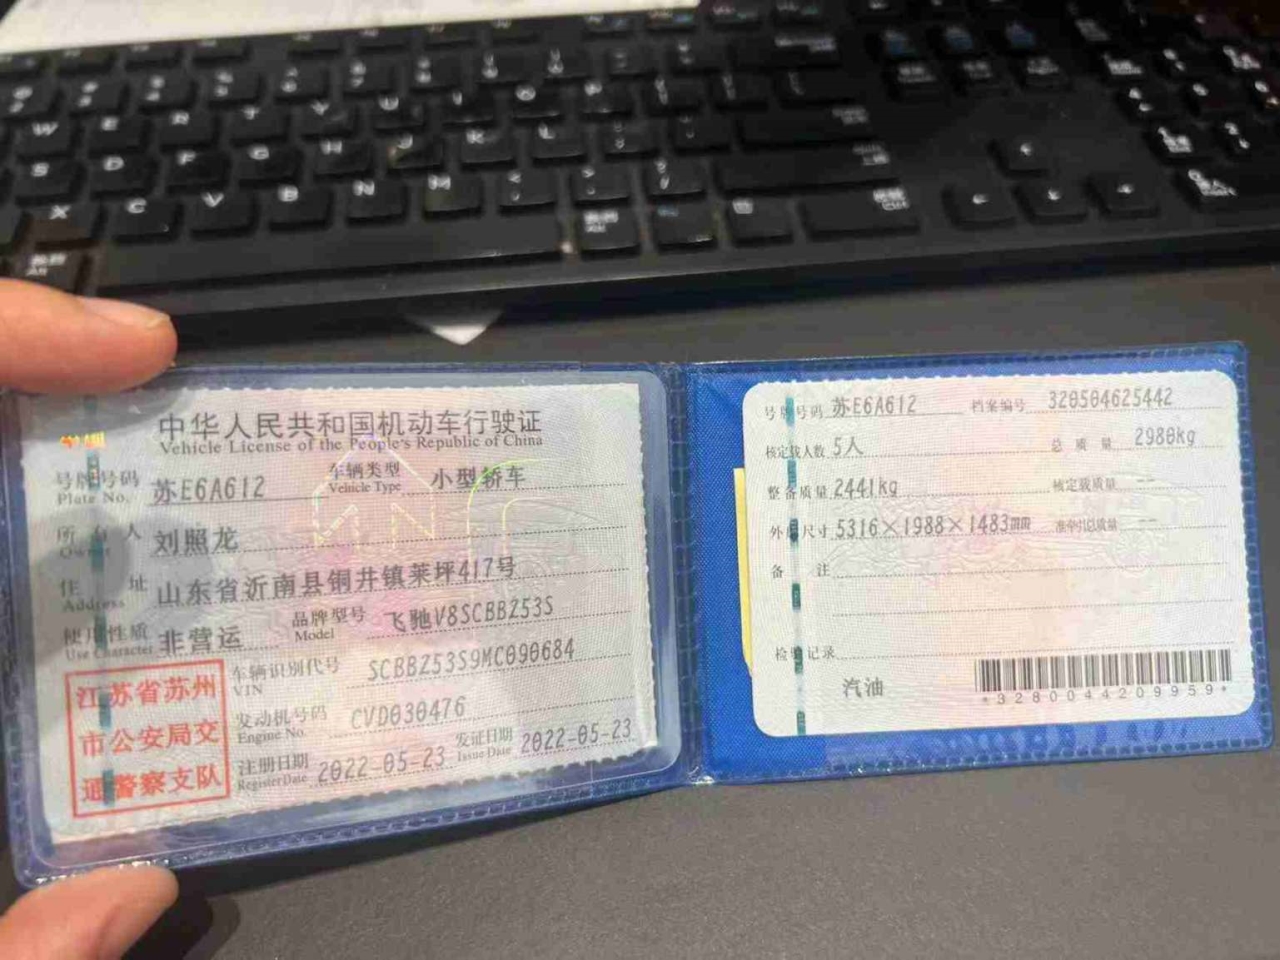 中华人民共和国机动车行驶证
Vehicle License of the People's Republic of China
号牌号码 苏E6A612 车辆类型 小型轿车
Plate No. Vehicle Type
所有人 刘照龙
Owner
住址 山东省沂南县铜井镇莱坪417号
Address
使用性质 非营运 品牌型号 飞驰V8SCBBZ53S
Use Character Model
江苏省苏州
市公安局交
通警察支队
车辆识别代号 SCBBZ53S9MC090684
VIN
发动机号码 CVD030476
Engine No.
注册日期 2022-05-23 发证日期 2022-05-23
Register Date Issue Date
号牌号码 苏E6A612 档案编号 320504625442
核定载人数 5人 总质量 2980kg
整备质量 2441kg 核定载质量 --
外廓尺寸 5316×1988×1483mm 准牵引总质量 --
备注
检验记录
汽油
*3280044209959*
W E R T Y U I O P
S D F G H J K L
X C V B N M